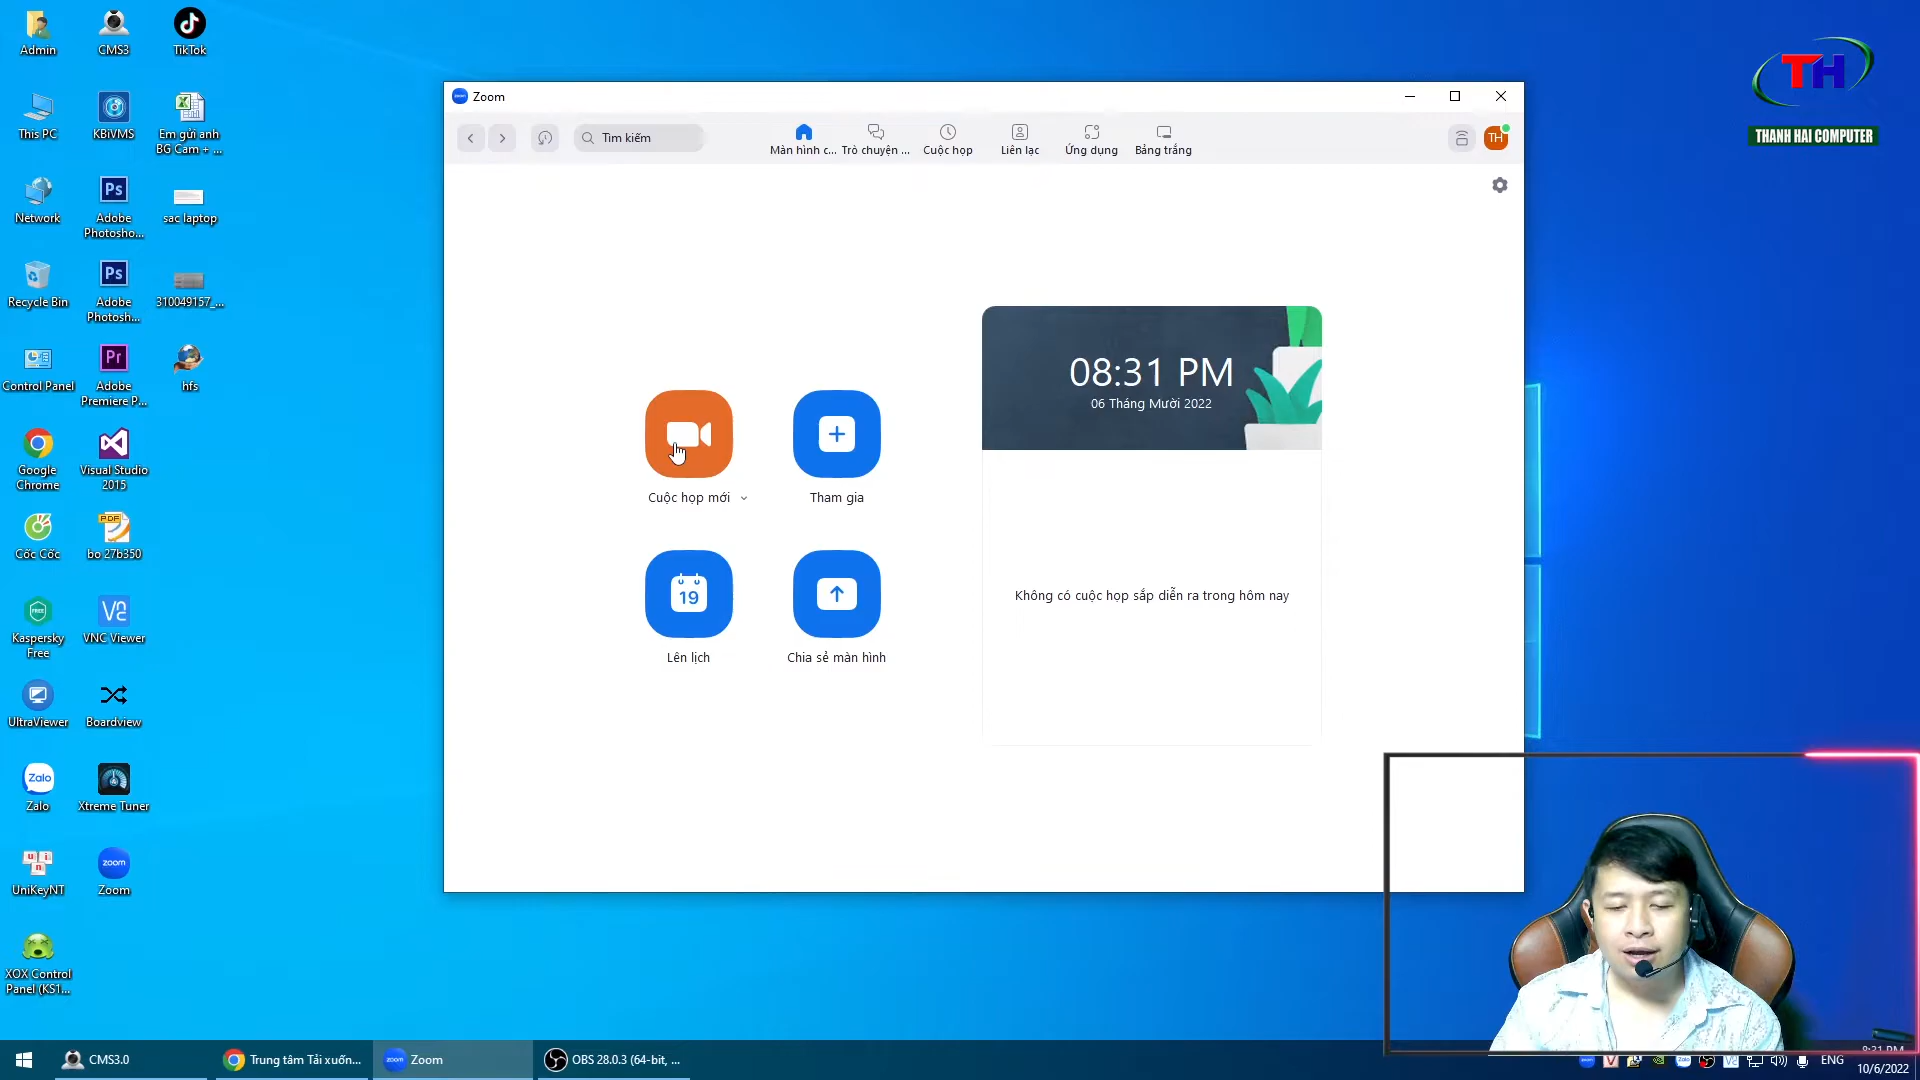 Admin
CMS3
TikTok
This PC
KBiVMS
Em gửi anh
BG Cam + ...
Network
Adobe
Photosho...
sac laptop
Recycle Bin
Adobe
Photosh...
310049157_...
Control Panel
Adobe
Premiere P...
hfs
Google
Chrome
Visual Studio
2015
Cốc Cốc
PDF
bo 27b350
FREE
Kaspersky
Free
VNC Viewer
UltraViewer
Boardview
Zalo
Zalo
Xtreme Tuner
UniKeyNT
zoom
Zoom
XOX Control
Panel (KS1...
Zoom
Tìm kiếm
Màn hình c...
Trò chuyện ...
Cuộc họp
Liên lạc
Ứng dụng
Bảng trắng
TH
08:31 PM
06 Tháng Mười 2022
Cuộc họp mới
Tham gia
19
Lên lịch
Chia sẻ màn hình
Không có cuộc họp sắp diễn ra trong hôm nay
TH
THANH HAI COMPUTER
CMS3.0
Trung tâm Tải xuốn...
zoom
Zoom
OBS 28.0.3 (64-bit, ...
ENG
10/6/2022